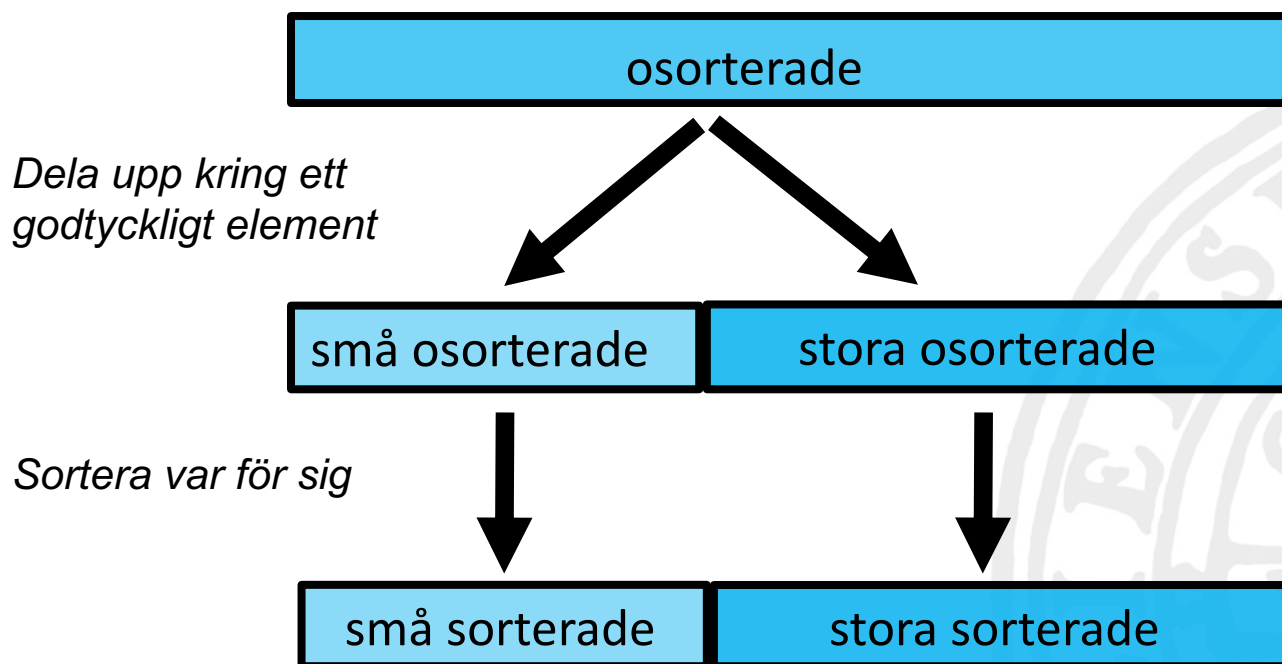 osorterade
Dela upp kring ett
godtyckligt element
små osorterade
stora osorterade
Sortera var för sig
små sorterade
stora sorterade